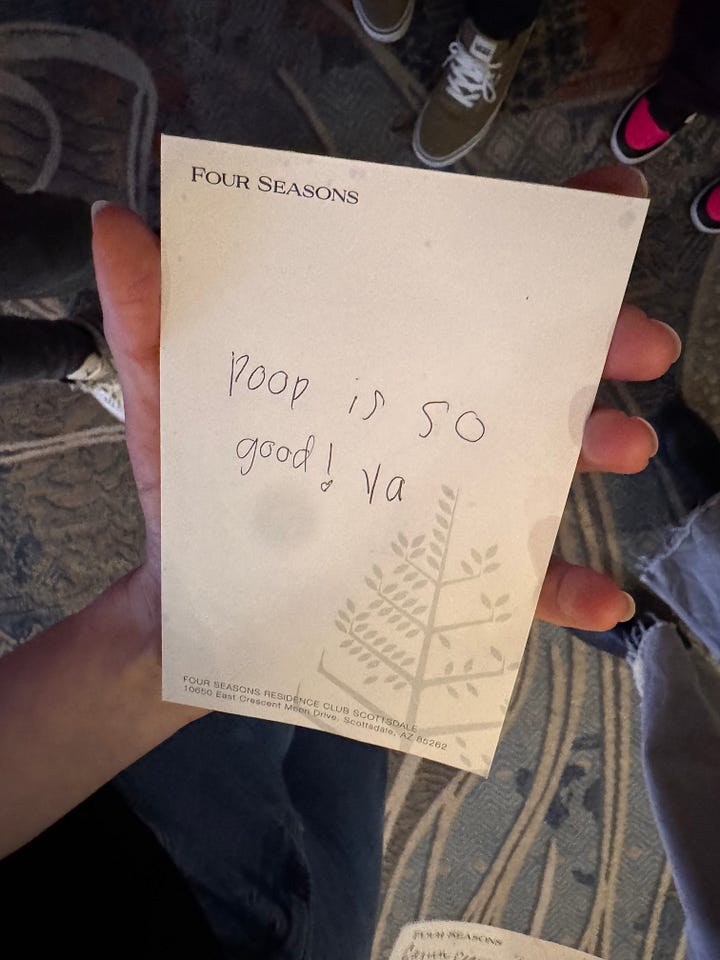 FOUR SEASONS
poop is so
good! ya
FOUR SEASONS RESIDENCE CLUB SCOTTSDALE
10650 East Crescent Moon Drive, Scottsdale, AZ 85262
FOUR SEASONS